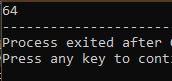 64
--------------------
Process exited after
Press any key to conti